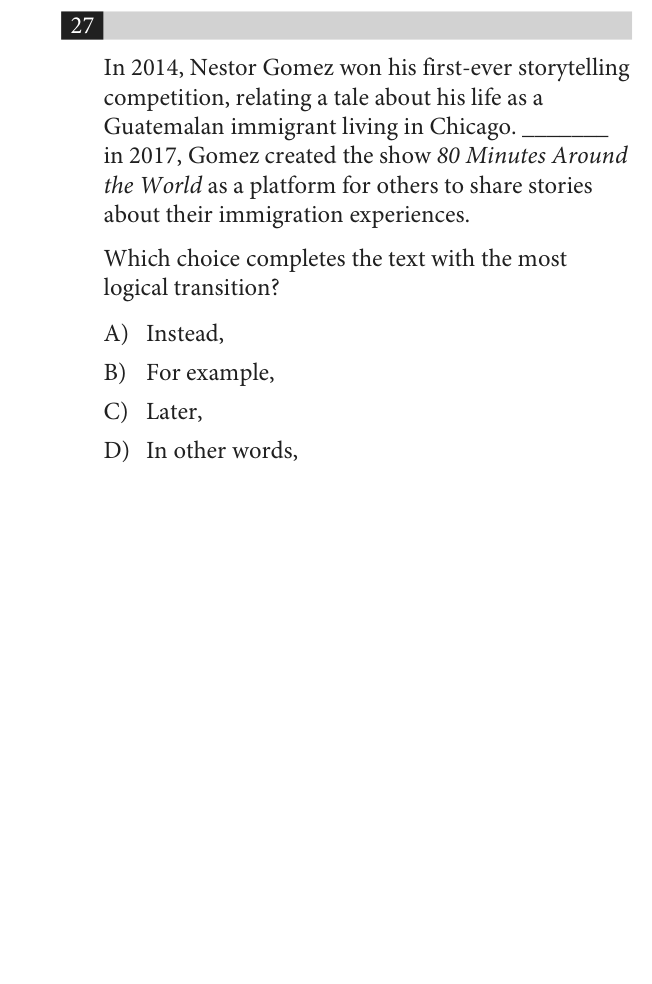 27
In 2014, Nestor Gomez won his first-ever storytelling
competition, relating a tale about his life as a
Guatemalan immigrant living in Chicago. _______
in 2017, Gomez created the show 80 Minutes Around
the World as a platform for others to share stories
about their immigration experiences.
Which choice completes the text with the most
logical transition?
A) Instead,
B) For example,
C) Later,
D) In other words,